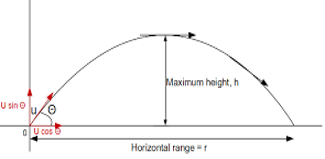 Maximum height, h
U sin Θ
u
Θ
0
U cos Θ
Horizontal range = r